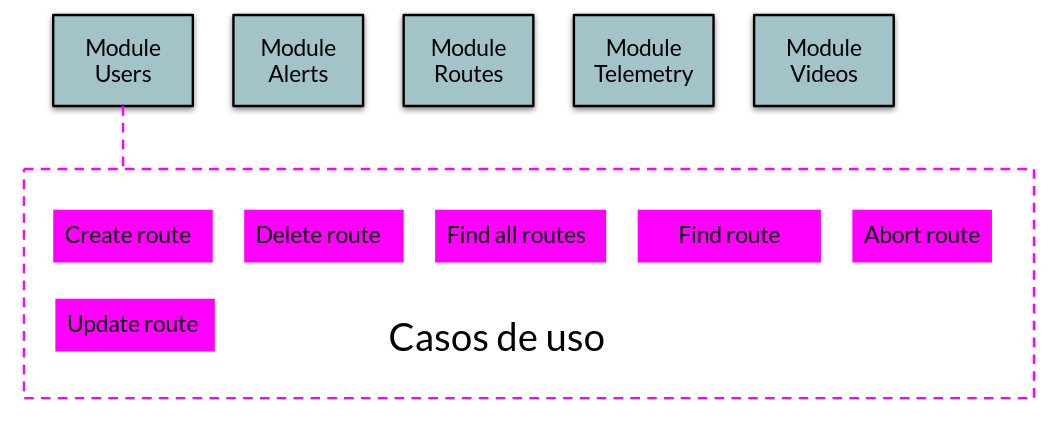 Module
Users
Module
Alerts
Module
Routes
Module
Telemetry
Module
Videos
Create route
Delete route
Find all routes
Find route
Abort route
Update route
Casos de uso